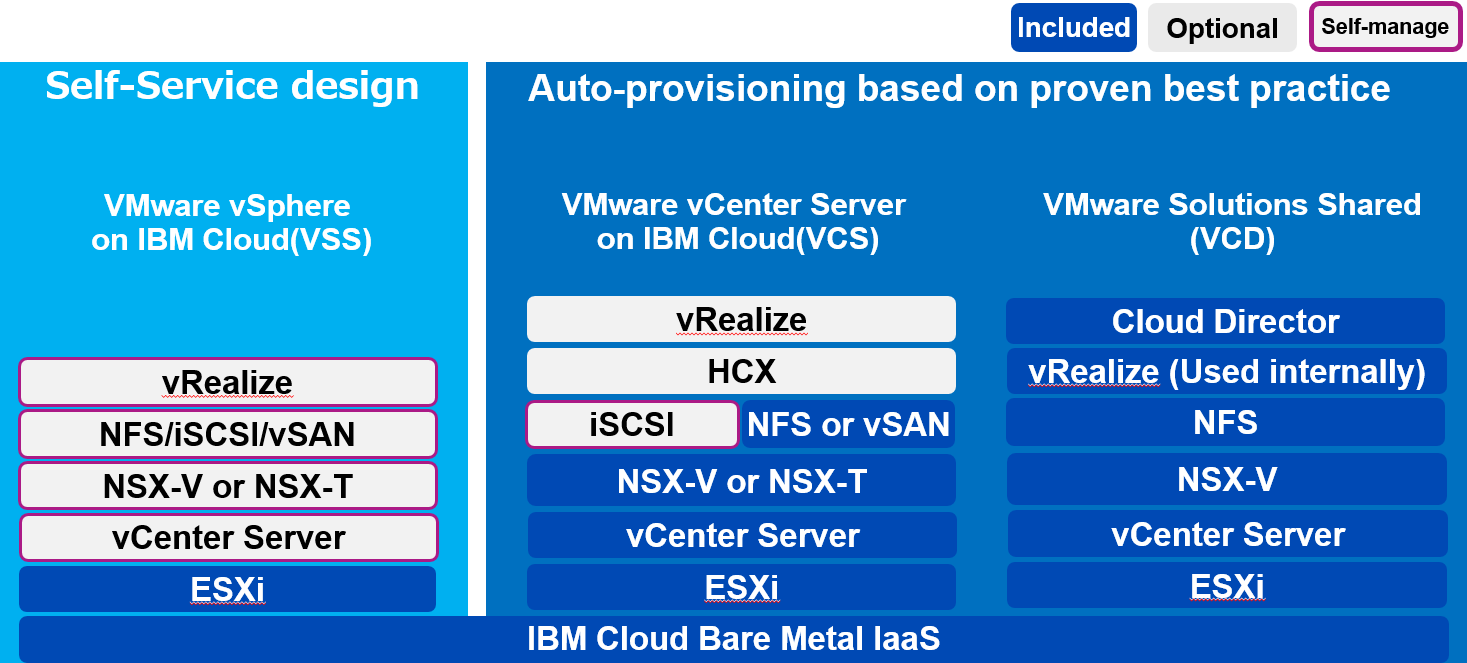 Included
Optional
Self-manage
Self-Service design
VMware vSphere
on IBM Cloud(VSS)
vRealize
NFS/iSCSI/vSAN
NSX-V or NSX-T
vCenter Server
ESXi
Auto-provisioning based on proven best practice
VMware vCenter Server
on IBM Cloud(VCS)
vRealize
HCX
iSCSI
NFS or vSAN
NSX-V or NSX-T
vCenter Server
ESXi
VMware Solutions Shared
(VCD)
Cloud Director
vRealize (Used internally)
NFS
NSX-V
vCenter Server
ESXi
IBM Cloud Bare Metal IaaS